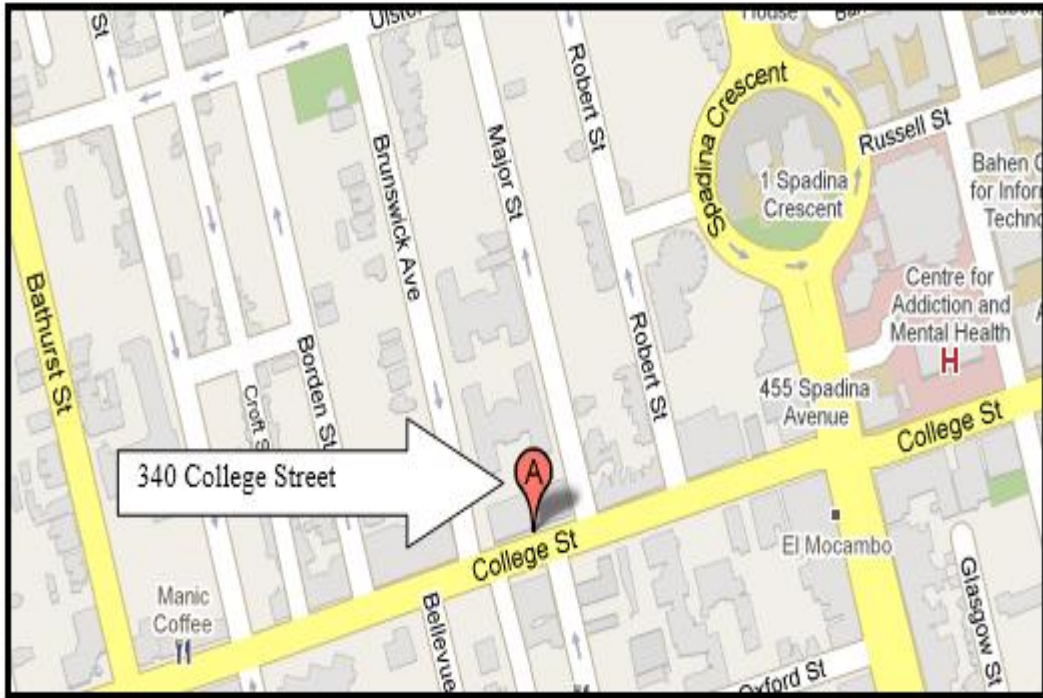 House
St
Ulster
Robert St
Spadina Crescent
Russell St
Major St
Brunswick Ave
1 Spadina
Crescent
Bahen C
for Inform
Techno
Centre for
Addiction and
Mental Health
H
Bathurst St
Borden St
Croft S
Robert St
455 Spadina
Avenue
College St
340 College Street
A
College St
El Mocambo
Manic
Coffee
Bellevue
Glasgow St
Oxford St